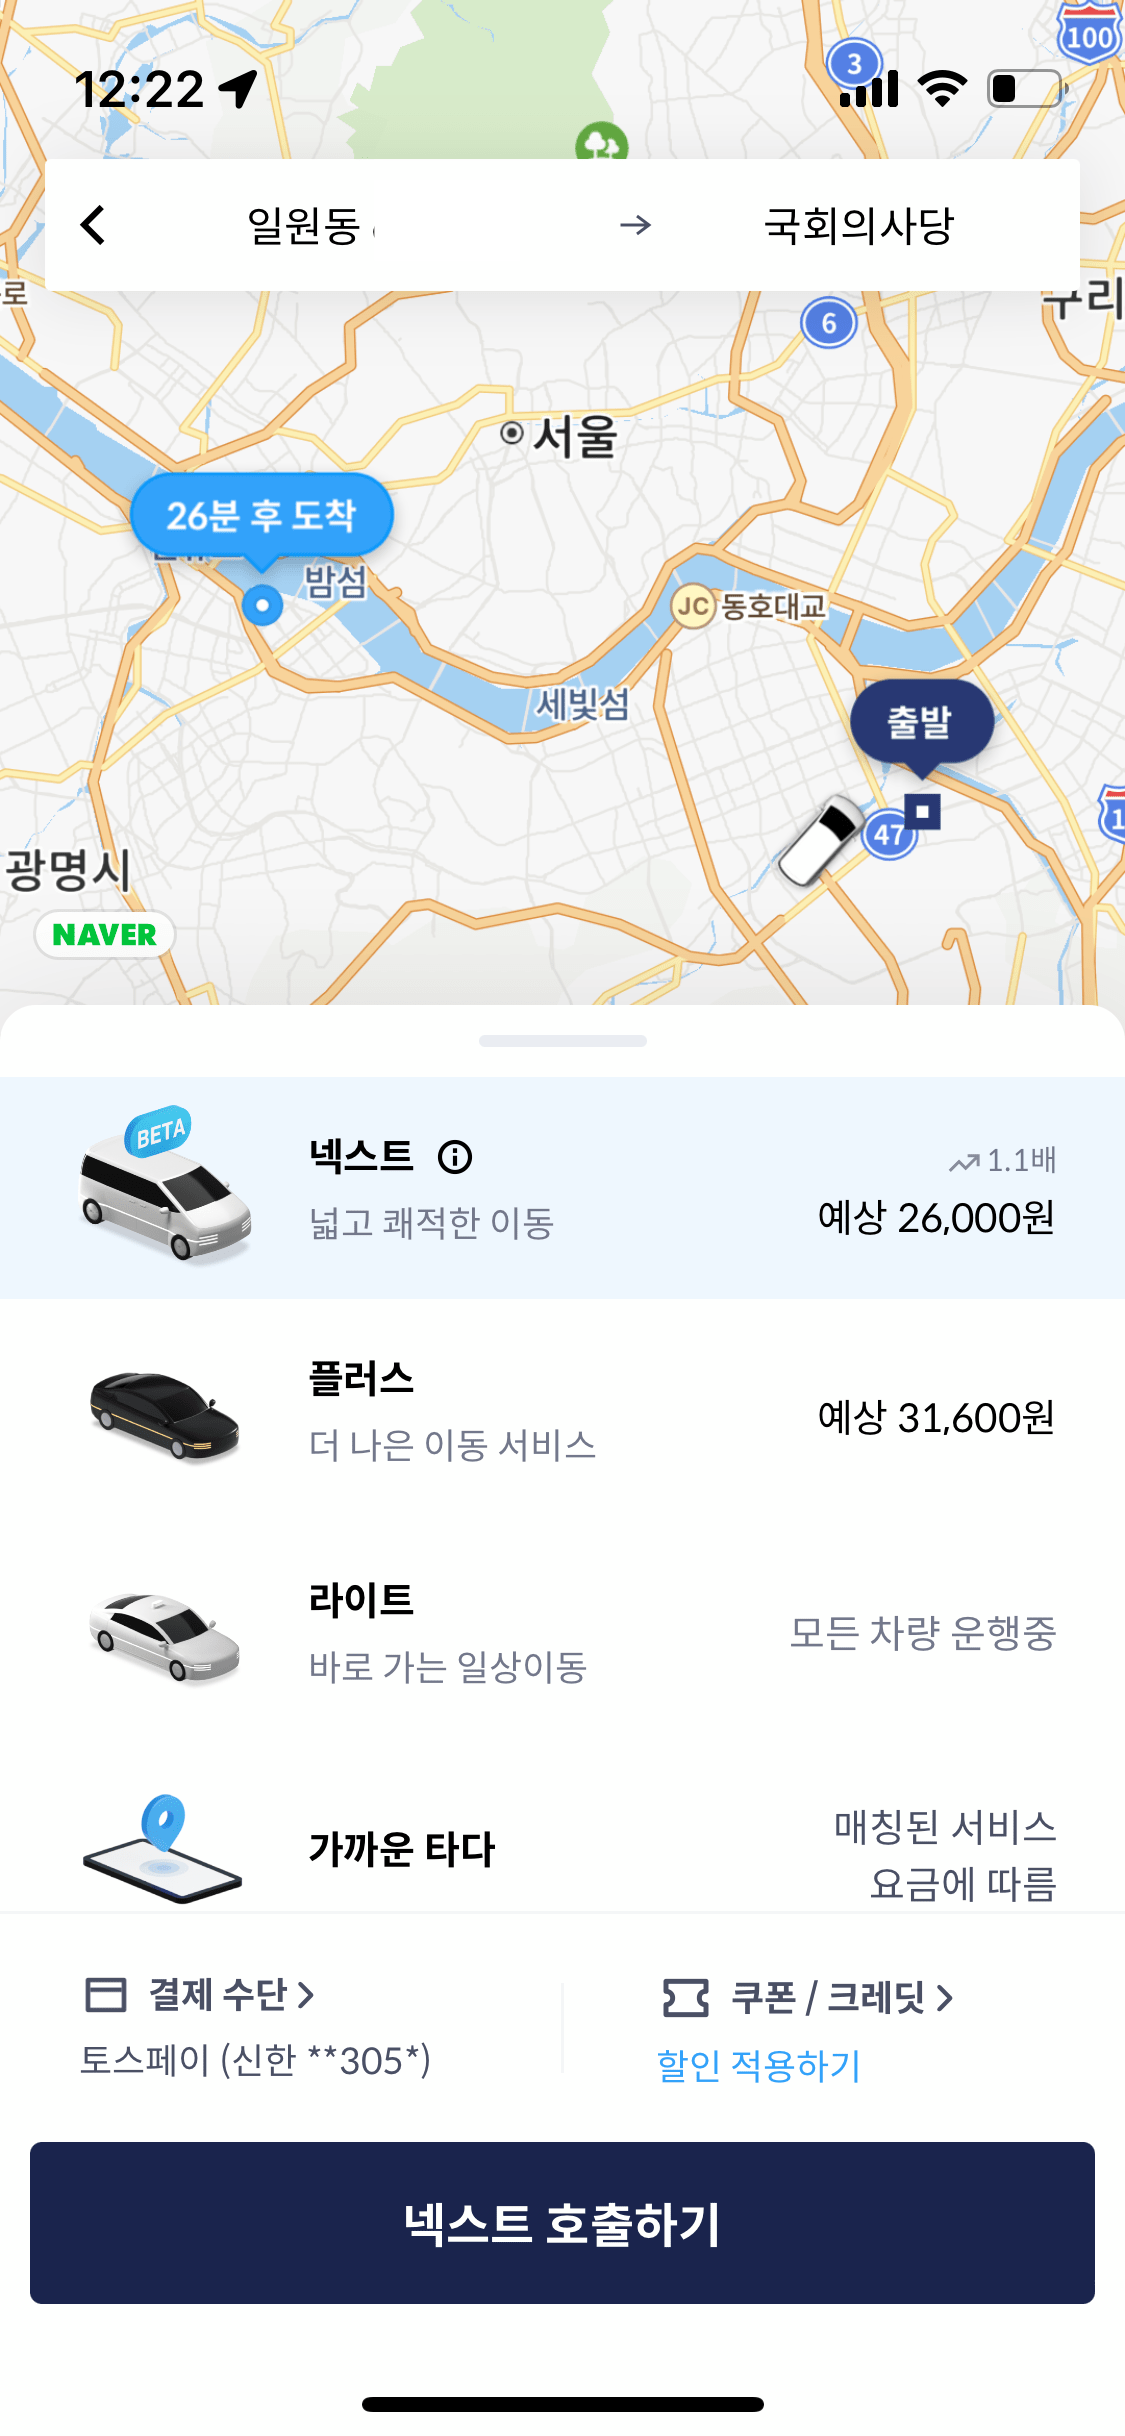 12:22
3
100
일원동
→
국회의사당
구리
로
6
서울
26분 후 도착
밤섬
JC 동호대교
세빛섬
출발
47
1
광명시
NAVER
BETA
넥스트
1.1배
넓고 쾌적한 이동
예상 26,000원
플러스
더 나은 이동 서비스
예상 31,600원
라이트
바로 가는 일상이동
모든 차량 운행중
가까운 타다
매칭된 서비스
요금에 따름
결제 수단
토스페이 (신한 **305*)
쿠폰 / 크레딧
할인 적용하기
넥스트 호출하기